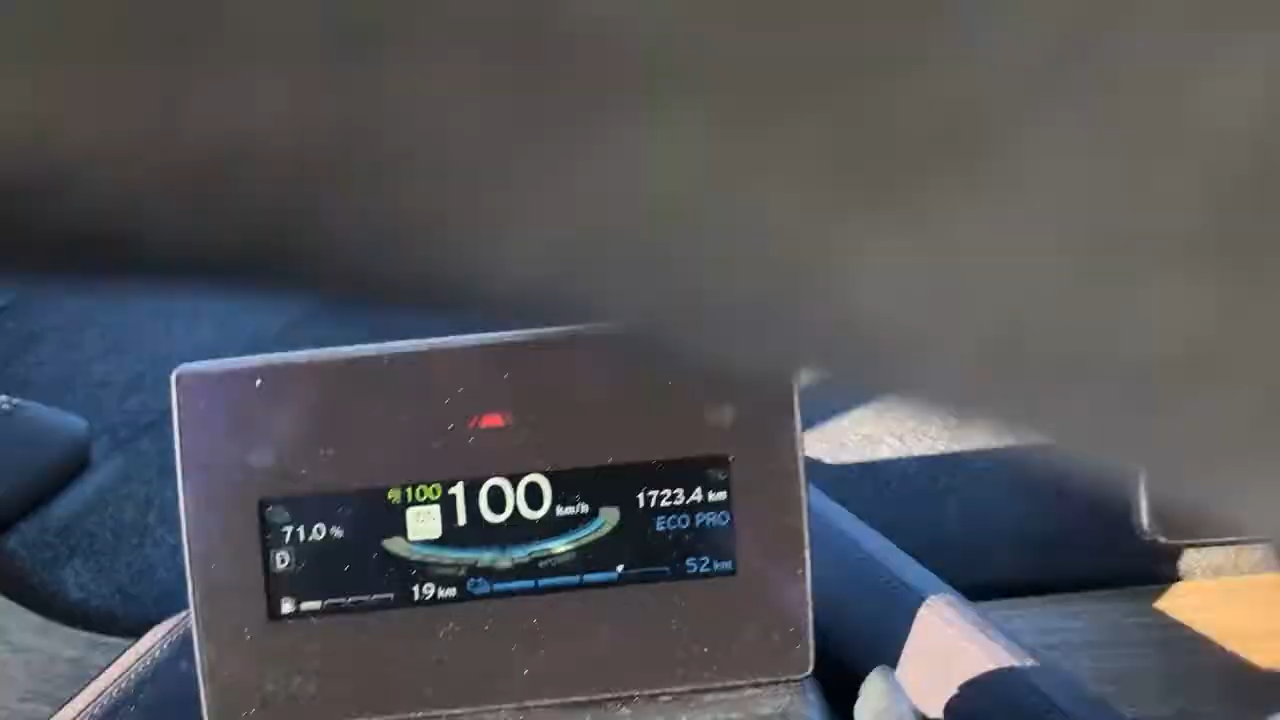 100
100 km/h
1723.4 km
71.0 %
ECO PRO
D
19 km
52 km